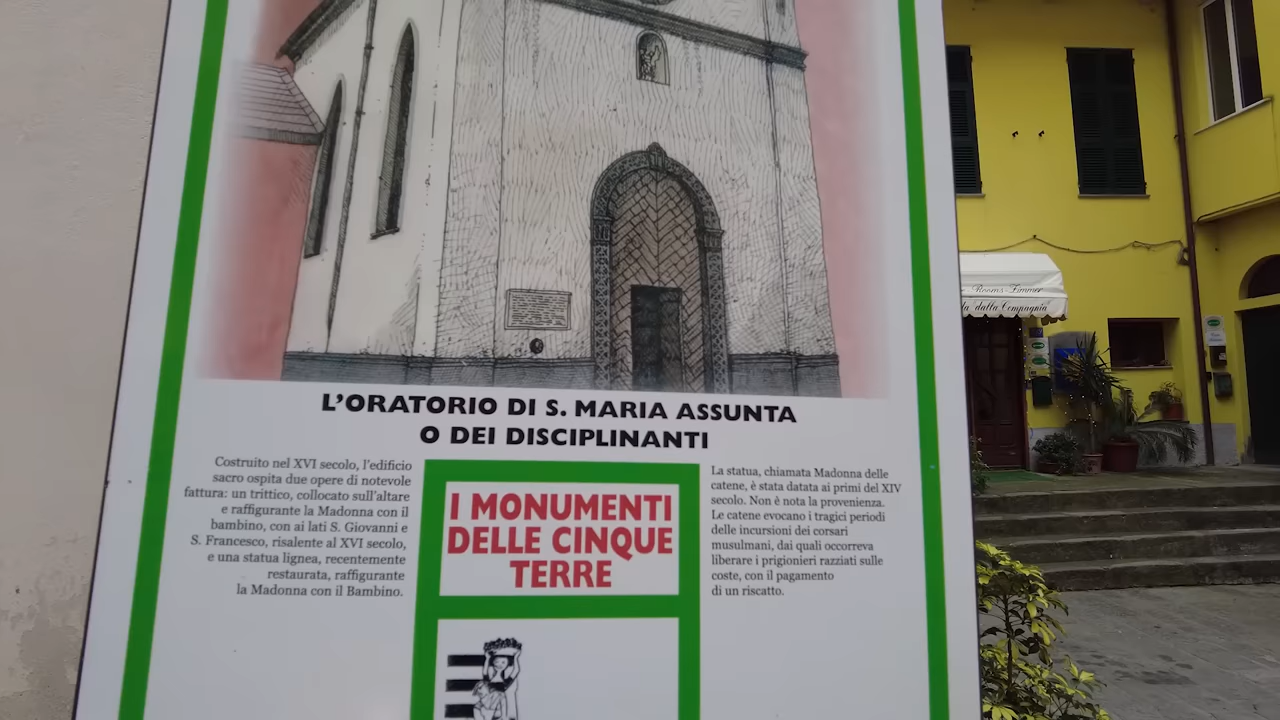 L'ORATORIO DI S. MARIA ASSUNTA
O DEI DISCIPLINANTI
Costruito nel XVI secolo, l'edificio
sacro ospita due opere di notevole
fattura: un trittico, collocato sull'altare
e raffigurante la Madonna con il
bambino, con ai lati S. Giovanni e
S. Francesco, risalente al XVI secolo,
e una statua lignea, recentemente
restaurata, raffigurante
la Madonna con il Bambino.
I MONUMENTI
DELLE CINQUE
TERRE
La statua, chiamata Madonna delle
catene, è stata datata ai primi del XIV
secolo. Non è nota la provenienza.
Le catene evocano i tragici periodi
delle incursioni dei corsari
musulmani, dai quali occorreva
liberare i prigionieri razziati sulle
coste, con il pagamento
di un riscatto.
Rooms - Zimmer
dalla Compagnia